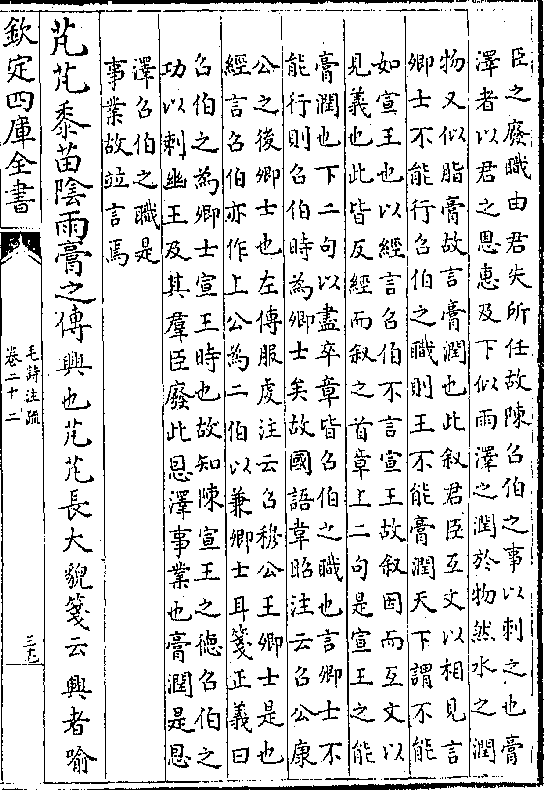 臣之廢職由君失所任故陳召伯之事以刺之也膏
澤者以君之恩惠及下似雨澤之潤於物然水之潤
物又似脂膏故言膏潤也此叙君臣互文以相見言
卿士不能行召伯之職則王不能膏潤天下謂不能
如宣王也以經言召伯不言宣王故叙因而互文以
見義也此皆反經而叙之首章上二句是宣王之能
膏潤也下二句以盡卒章皆召伯之職也言卿士不
能行則召伯時為卿士矣故國語韋昭注云召公康
公之後卿士也左傳服虔注云召穆公王卿士是也
經言召伯亦作上公為二伯以兼卿士耳箋正義曰
召伯之為卿士宣王時也故知陳宣王之徳召伯之
功以刺幽王及其羣臣廢此恩澤事業也膏潤是恩
澤召伯之職是
事業故竝言焉
芃芃黍苗隂雨膏之傳興也芃芃長大貌箋云興者喻
欽定四庫全書
毛詩注疏
卷二十二
三七